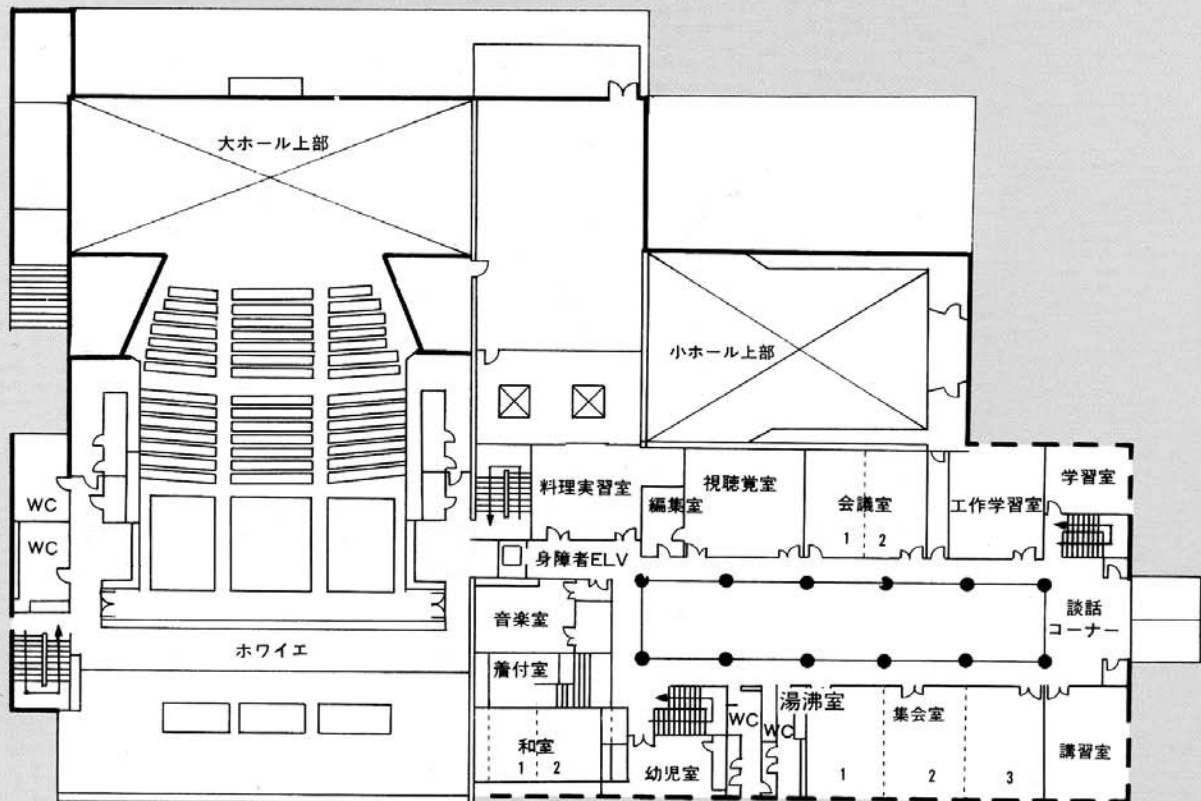 大ホール上部
小ホール上部
WC
WC
ホワイエ
料理実習室
編集室
視聴覚室
会議室
1 2
工作学習室
学習室
身障者ELV
音楽室
着付室
和室
1 2
幼児室
WC
WC
湯沸室
集会室
1 2 3
講習室
談話
コーナー